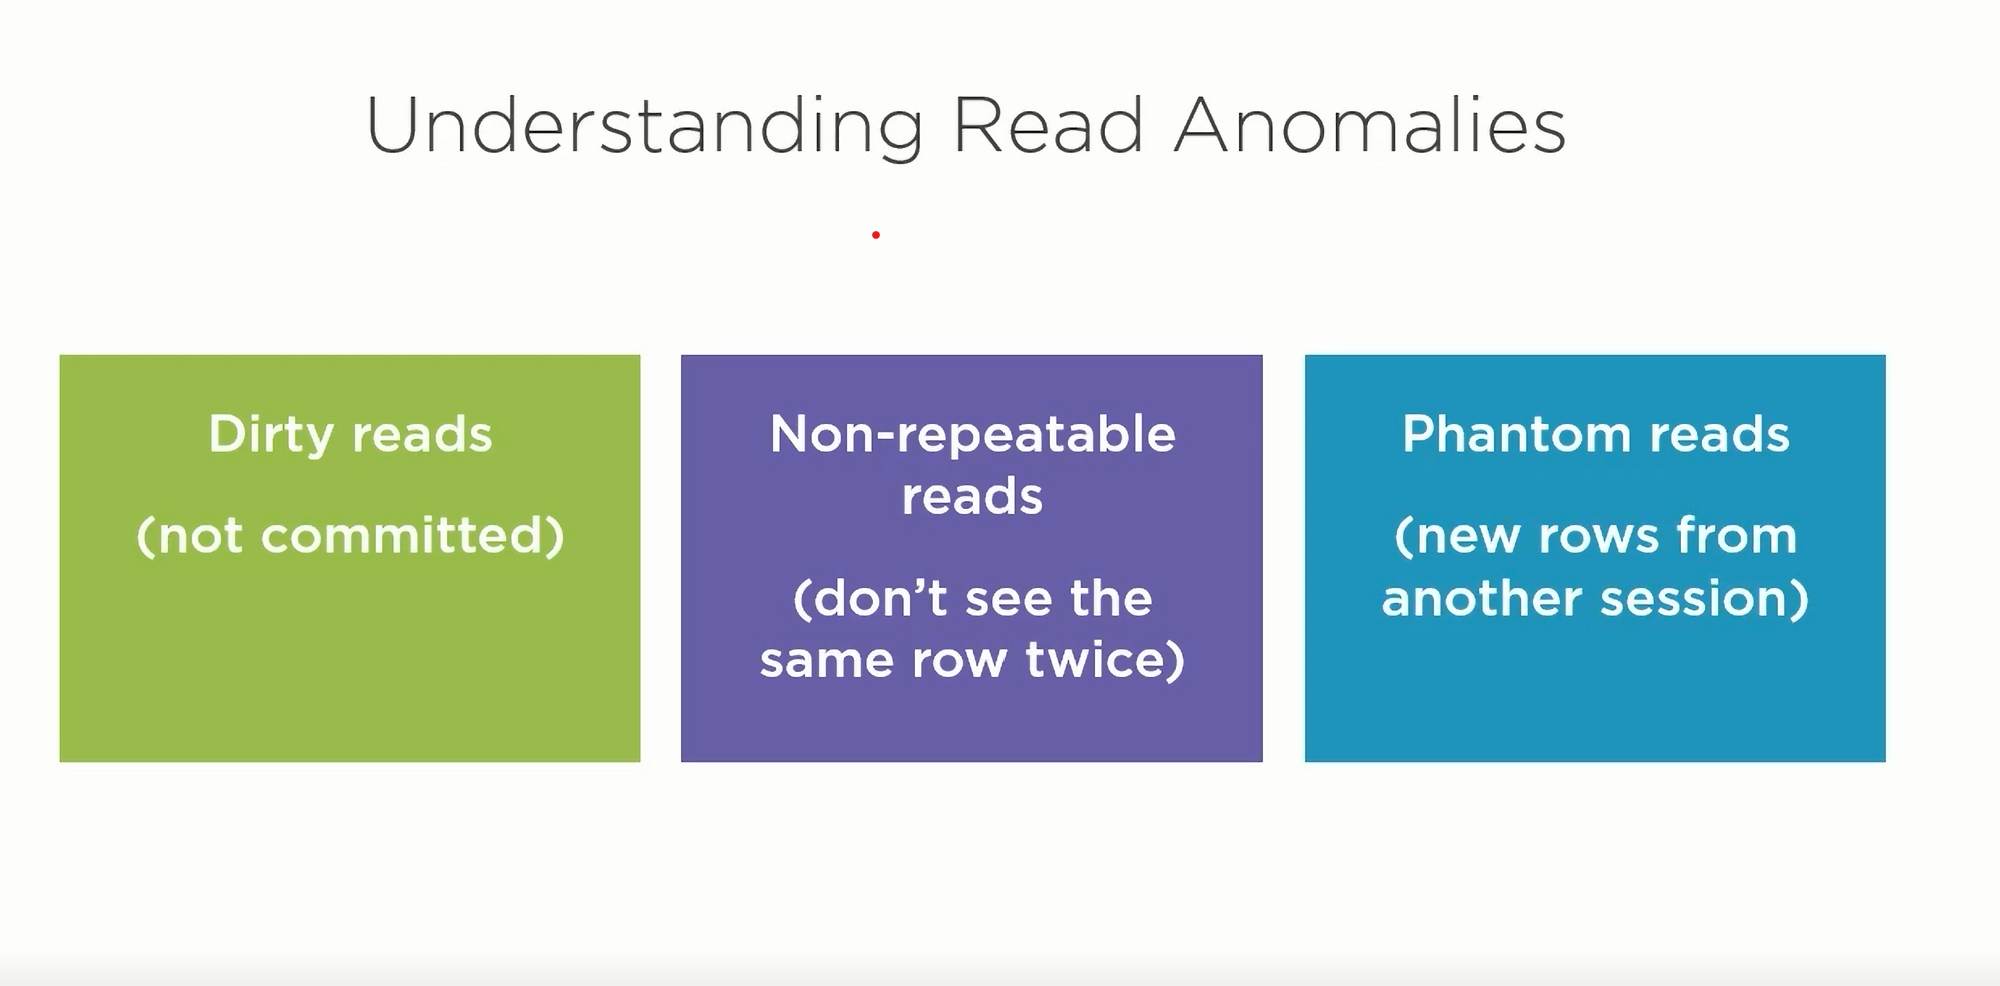 Understanding Read Anomalies
Dirty reads
(not committed)
Non-repeatable
reads
(don’t see the
same row twice)
Phantom reads
(new rows from
another session)